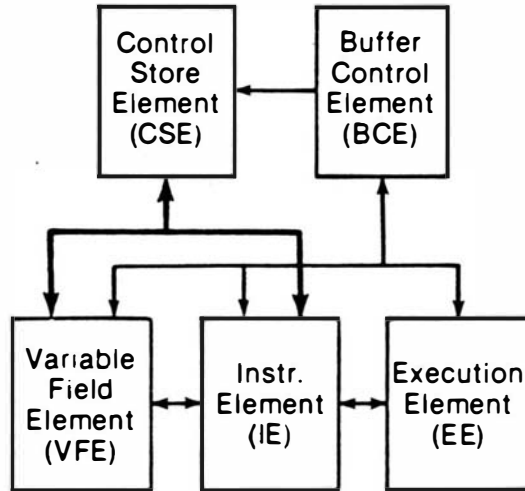 Control
Store
Element
(CSE)
Buffer
Control
Element
(BCE)
Variable
Field
Element
(VFE)
Instr.
Element
(IE)
Execution
Element
(EE)